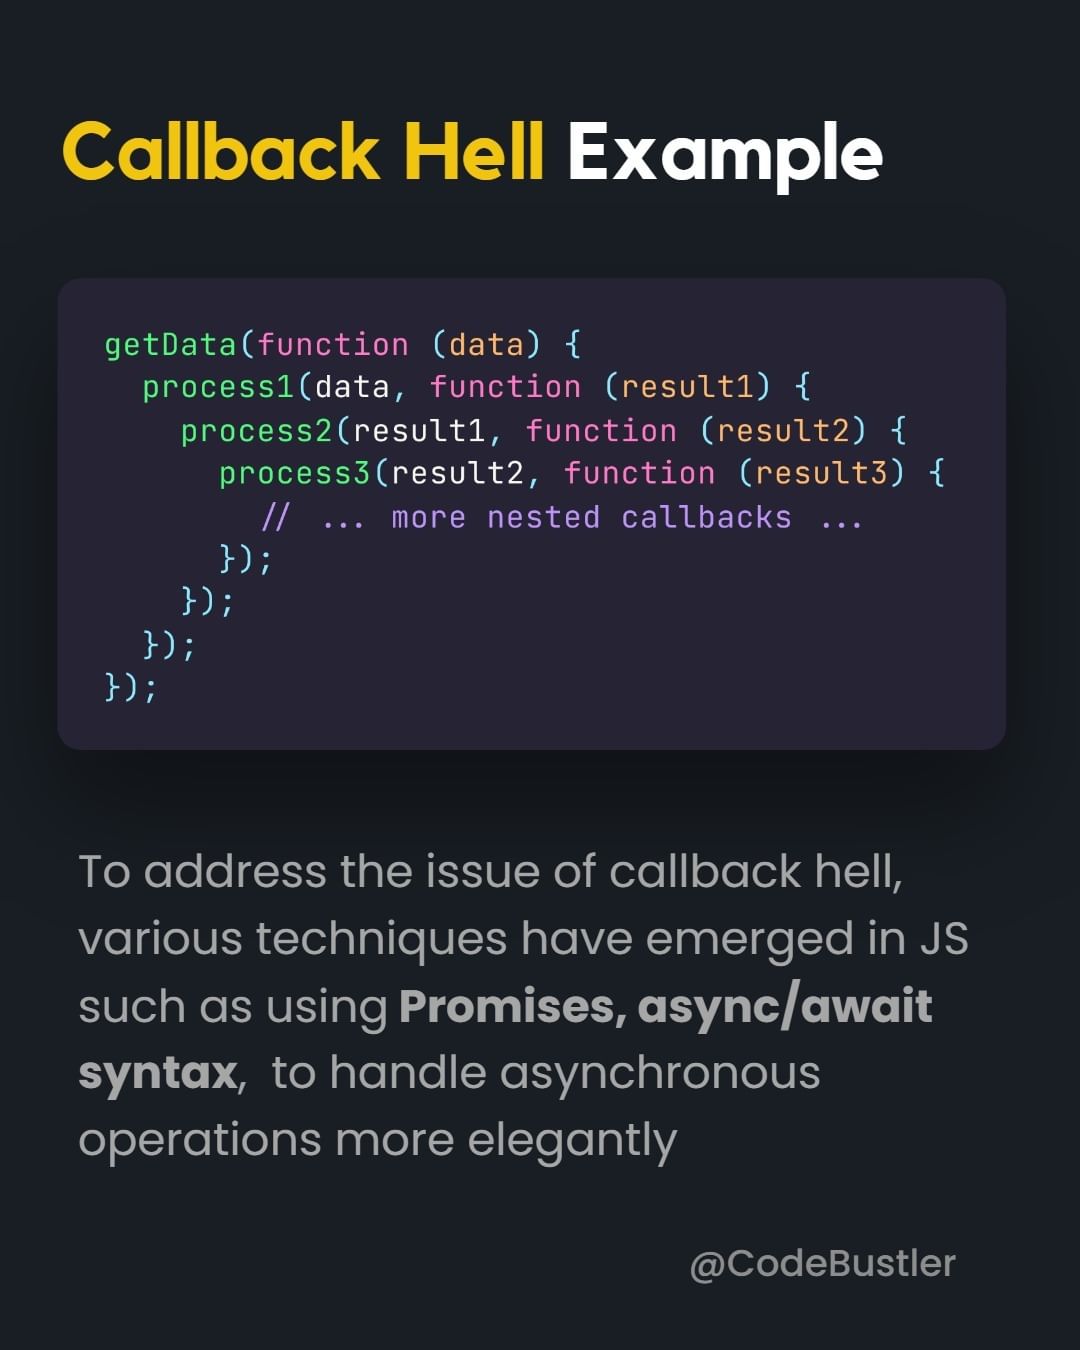 Callback Hell Example
getData(function (data) {
  process1(data, function (result1) {
    process2(result1, function (result2) {
      process3(result2, function (result3) {
        // ... more nested callbacks ...
      });
    });
  });
});
To address the issue of callback hell,
various techniques have emerged in JS
such as using Promises, async/await
syntax,  to handle asynchronous
operations more elegantly
@CodeBustler